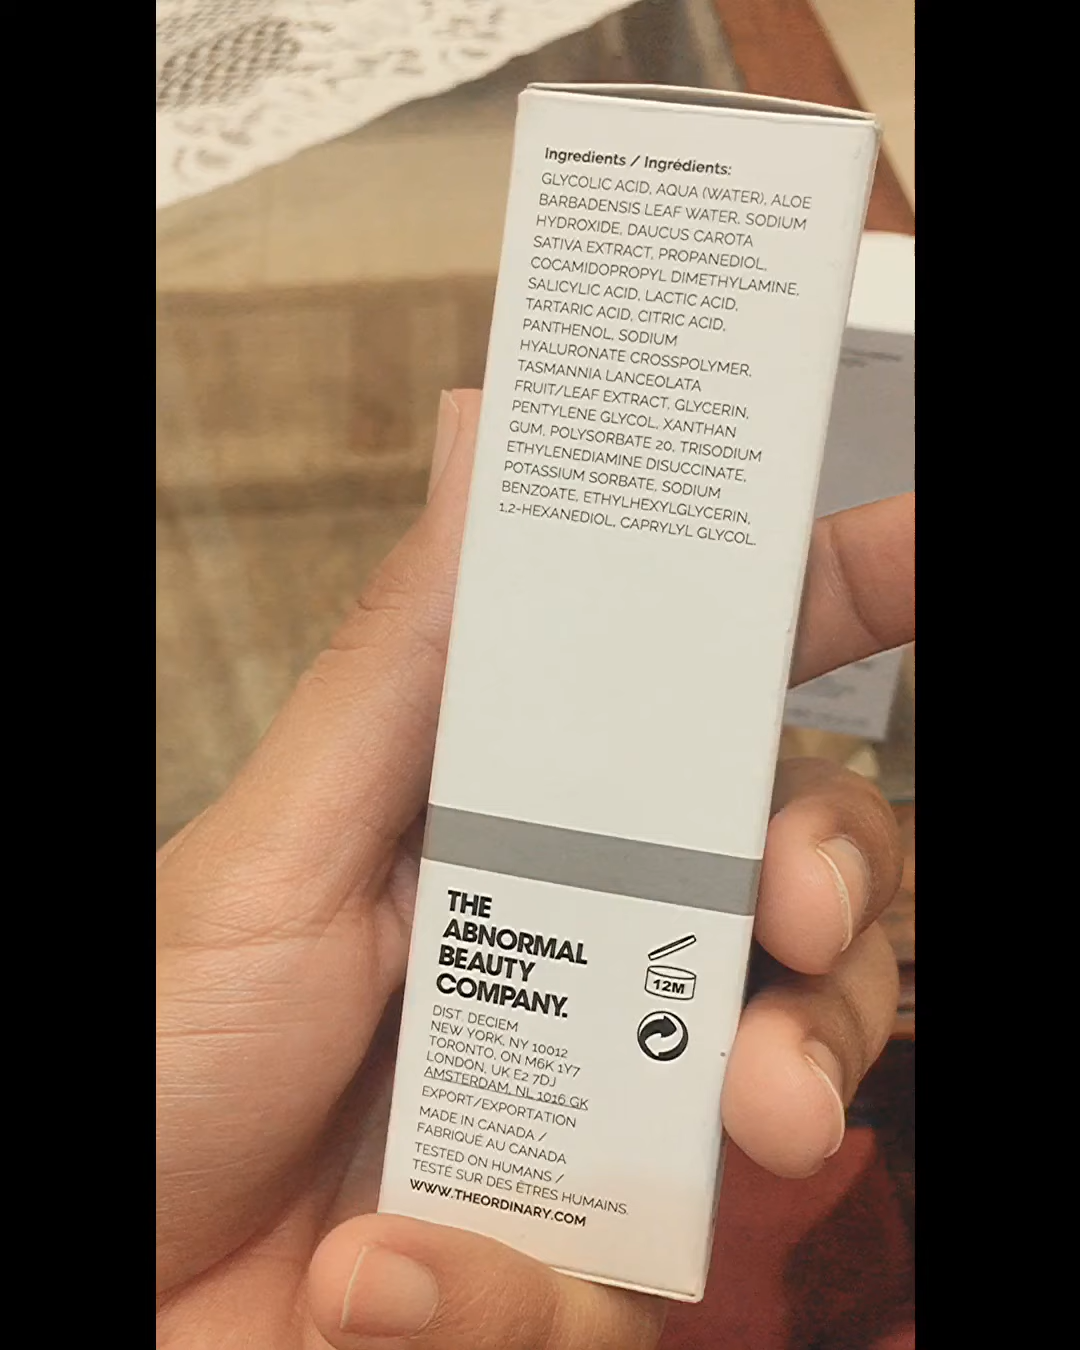 Ingredients / Ingrédients:
GLYCOLIC ACID, AQUA (WATER), ALOE
BARBADENSIS LEAF WATER, SODIUM
HYDROXIDE, DAUCUS CAROTA
SATIVA EXTRACT, PROPANEDIOL,
COCAMIDOPROPYL DIMETHYLAMINE,
SALICYLIC ACID, LACTIC ACID,
TARTARIC ACID, CITRIC ACID,
PANTHENOL, SODIUM
HYALURONATE CROSSPOLYMER,
TASMANNIA LANCEOLATA
FRUIT/LEAF EXTRACT, GLYCERIN,
PENTYLENE GLYCOL, XANTHAN
GUM, POLYSORBATE 20, TRISODIUM
ETHYLENEDIAMINE DISUCCINATE,
POTASSIUM SORBATE, SODIUM
BENZOATE, ETHYLHEXYLGLYCERIN,
1,2-HEXANEDIOL, CAPRYLYL GLYCOL.
THE
ABNORMAL
BEAUTY
COMPANY.
12M
DIST. DECIEM
NEW YORK, NY 10012
TORONTO, ON M6K 1Y7
LONDON, UK E2 7DJ
AMSTERDAM, NL 1016 GK
EXPORT/EXPORTATION
MADE IN CANADA /
FABRIQUÉ AU CANADA
TESTED ON HUMANS /
TESTÉ SUR DES ÊTRES HUMAINS.
WWW.THEORDINARY.COM